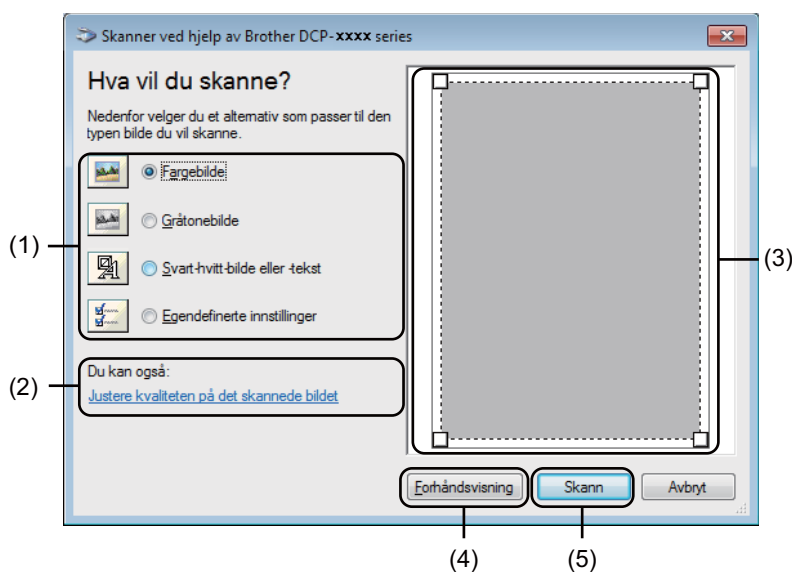 Skanner ved hjelp av Brother DCP-xxxx series
Hva vil du skanne?
Nedenfor velger du et alternativ som passer til den
typen bilde du vil skanne.
Fargebilde
Gråtonebilde
(1)
Svart-hvitt-bilde eller -tekst
Egendefinerte innstillinger
(2)
Du kan også:
Justere kvaliteten på det skannede bildet
(3)
Forhåndsvisning
Skann
Avbryt
(4)
(5)